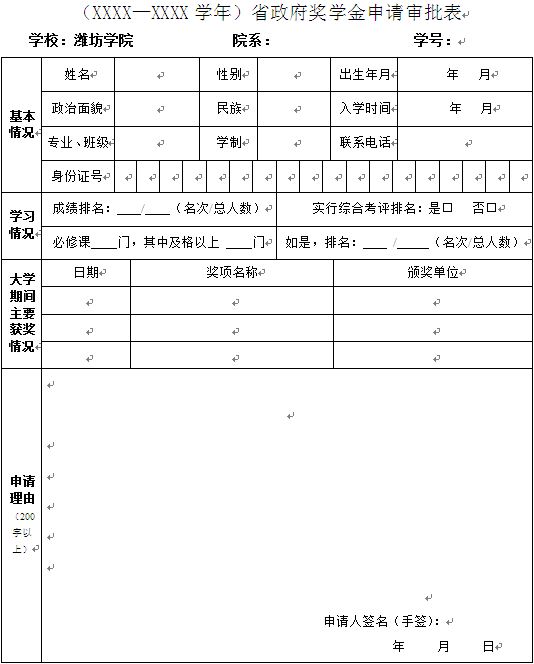 （XXXX—XXXX 学年）省政府奖学金申请审批表
学校：潍坊学院 院系： 学号：
基本情况
姓名 性别 出生年月 年 月
政治面貌 民族 入学时间 年 月
专业、班级 学制 联系电话
身份证号
学习情况
成绩排名：____/____（名次/总人数） 实行综合考评排名：是□ 否□
必修课____门，其中及格以上 ____门 如是，排名：____ /_____（名次/总人数）
大学期间主要获奖情况
日期 奖项名称 颁奖单位
申请理由
（200字以上）
申请人签名（手签）：
年 月 日